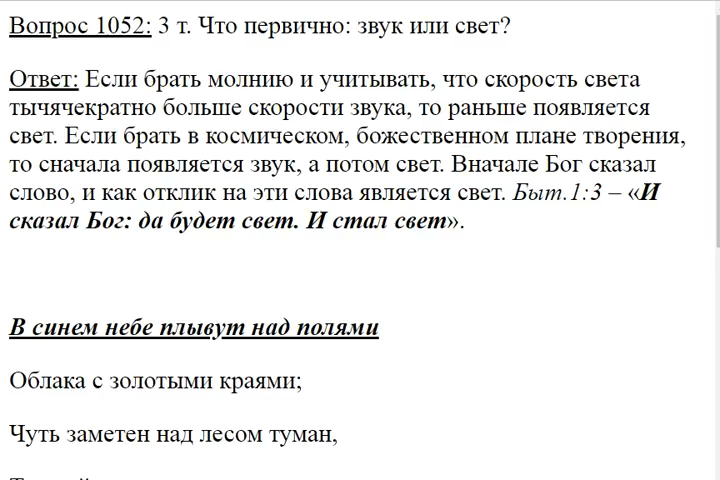 Вопрос 1052: 3 т. Что первично: звук или свет?
Ответ: Если брать молнию и учитывать, что скорость света
тычячекратно больше скорости звука, то раньше появляется
свет. Если брать в космическом, божественном плане творения,
то сначала появляется звук, а потом свет. Вначале Бог сказал
слово, и как отклик на эти слова является свет. Быт.1:3 – «И
сказал Бог: да будет свет. И стал свет».
В синем небе плывут над полями
Облака с золотыми краями;
Чуть заметен над лесом туман,